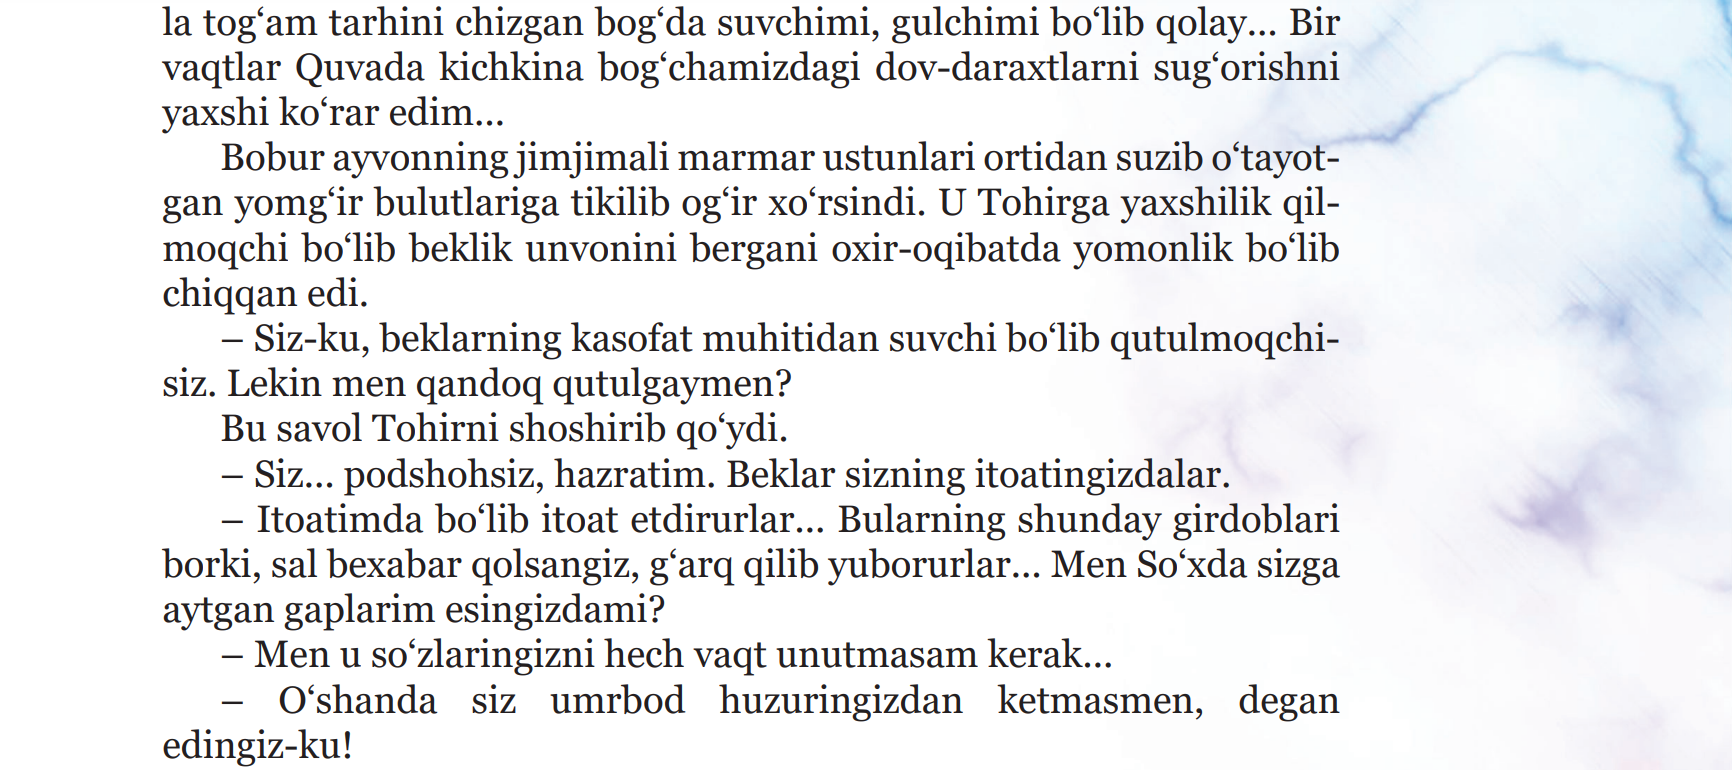 la tog‘am tarhini chizgan bog‘da suvchimi, gulchimi bo‘lib qolay... Bir
vaqtlar Quvada kichkina bog‘chamizdagi dov-daraxtlarni sug‘orishni
yaxshi ko‘rar edim...
Bobur ayvonning jimjimali marmar ustunlari ortidan suzib o‘tayot-
gan yomg‘ir bulutlariga tikilib og‘ir xo‘rsindi. U Tohirga yaxshilik qil-
moqchi bo‘lib beklik unvonini bergani oxir-oqibatda yomonlik bo‘lib
chiqqan edi.
– Siz-ku, beklarning kasofat muhitidan suvchi bo‘lib qutulmoqchi-
siz. Lekin men qandoq qutulgaymen?
Bu savol Tohirni shoshirib qo‘ydi.
– Siz... podshohsiz, hazratim. Beklar sizning itoatingizdalar.
– Itoatimda bo‘lib itoat etdirurlar... Bularning shunday girdoblari
borki, sal bexabar qolsangiz, g‘arq qilib yuborurlar... Men So‘xda sizga
aytgan gaplarim esingizdami?
– Men u so‘zlaringizni hech vaqt unutmasam kerak...
– O‘shanda siz umrbod huzuringizdan ketmasmen, degan
edingiz-ku!